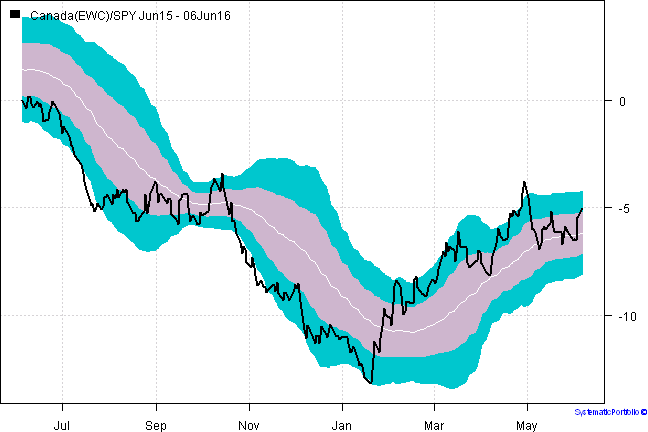 Canada(EWC)/SPY Jun15 - 06Jun16
0
-5
-10
Jul Sep Nov Jan Mar May
SystematicPortfolio ©